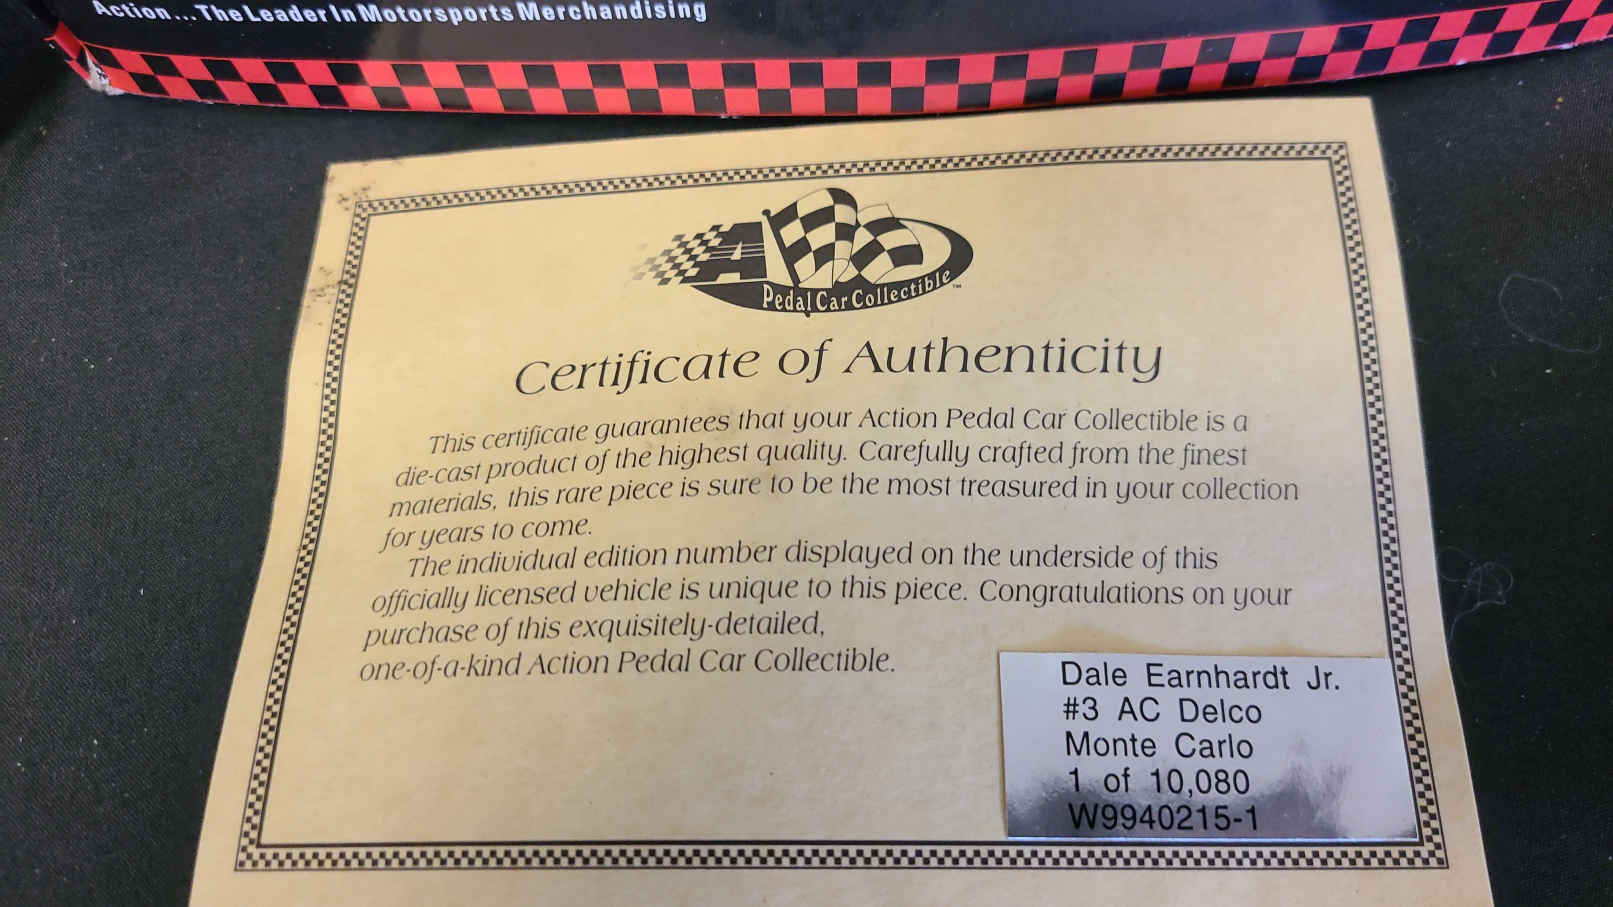 Action...The Leader In Motorsports Merchandising
A
Pedal Car Collectible™
Certificate of Authenticity
This certificate guarantees that your Action Pedal Car Collectible is a
die-cast product of the highest quality. Carefully crafted from the finest
materials, this rare piece is sure to be the most treasured in your collection
for years to come.
The individual edition number displayed on the underside of this
officially licensed vehicle is unique to this piece. Congratulations on your
purchase of this exquisitely-detailed,
one-of-a-kind Action Pedal Car Collectible.
Dale Earnhardt Jr.
#3 AC Delco
Monte Carlo
1 of 10,080
W9940215-1